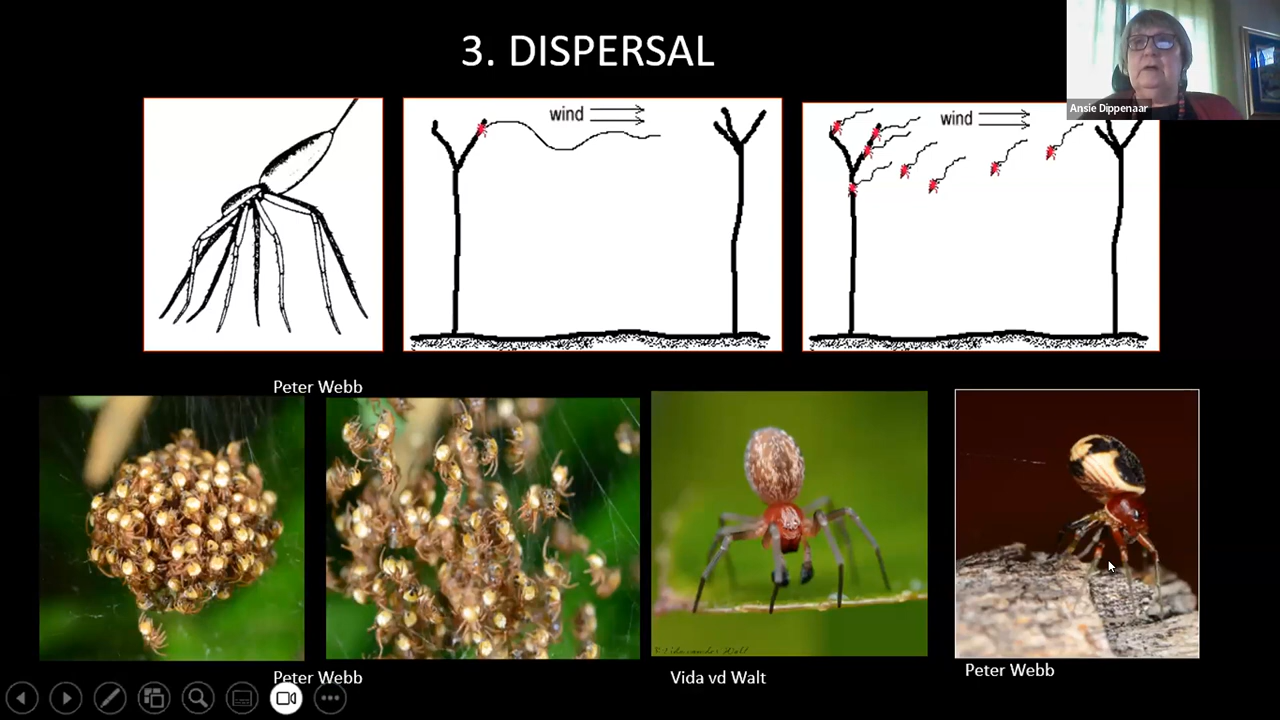 3. DISPERSAL
Ansie Dippenaar
wind
wind
Peter Webb
Peter Webb
Vida vd Walt
Peter Webb